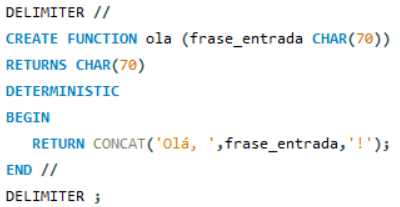 DELIMITER //
CREATE FUNCTION ola (frase_entrada CHAR(70))
RETURNS CHAR(70)
DETERMINISTIC
BEGIN
RETURN CONCAT('Olá, ',frase_entrada,'!');
END //
DELIMITER ;